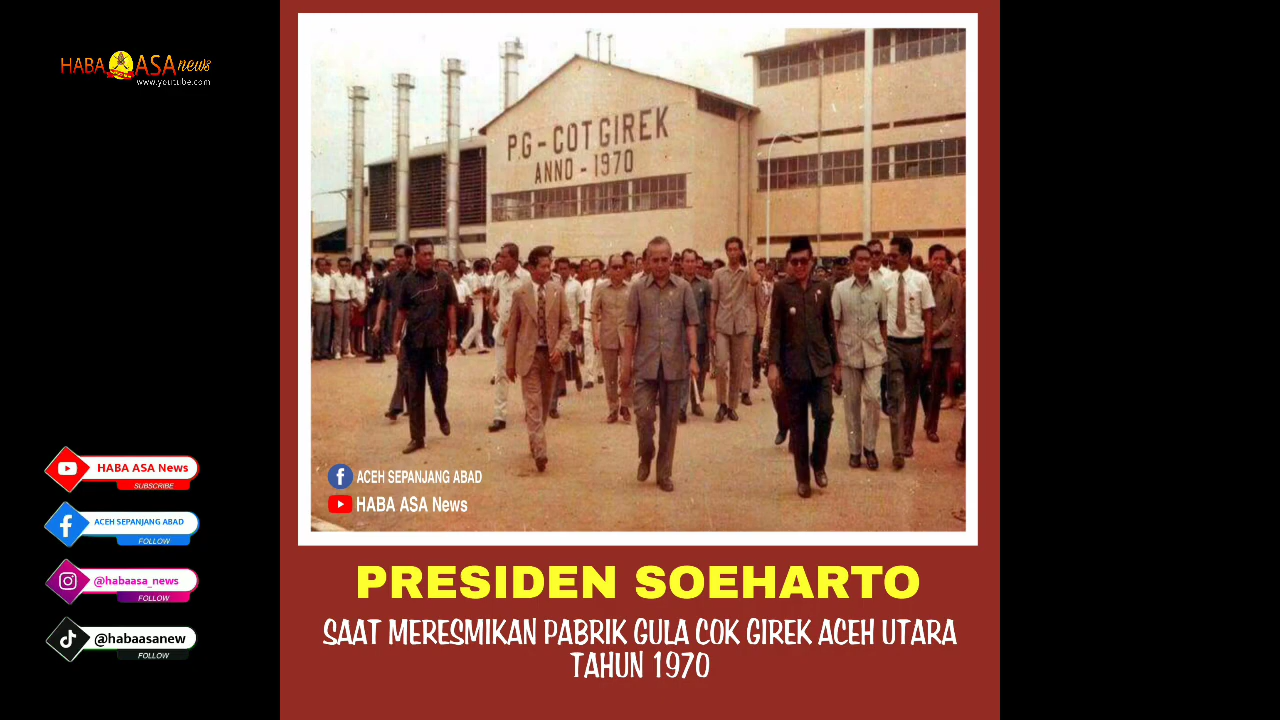 HABA ASA news
www.youtube.com
P.G - COT GIREK
ANNO - 1970
ACEH SEPANJANG ABAD
HABA ASA News
HABA ASA News
SUBSCRIBE
ACEH SEPANJANG ABAD
FOLLOW
@habaasa_news
FOLLOW
@habaasanew
FOLLOW
PRESIDEN SOEHARTO
SAAT MERESMIKAN PABRIK GULA COK GIREK ACEH UTARA
TAHUN 1970